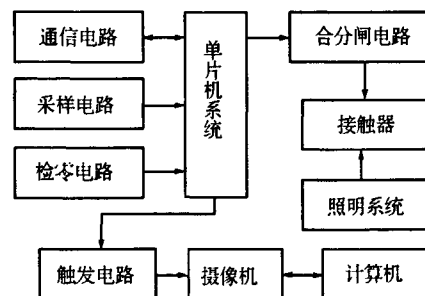 通信电路
采样电路
检零电路
单片机系统
合分闸电路
接触器
照明系统
触发电路
摄像机
计算机